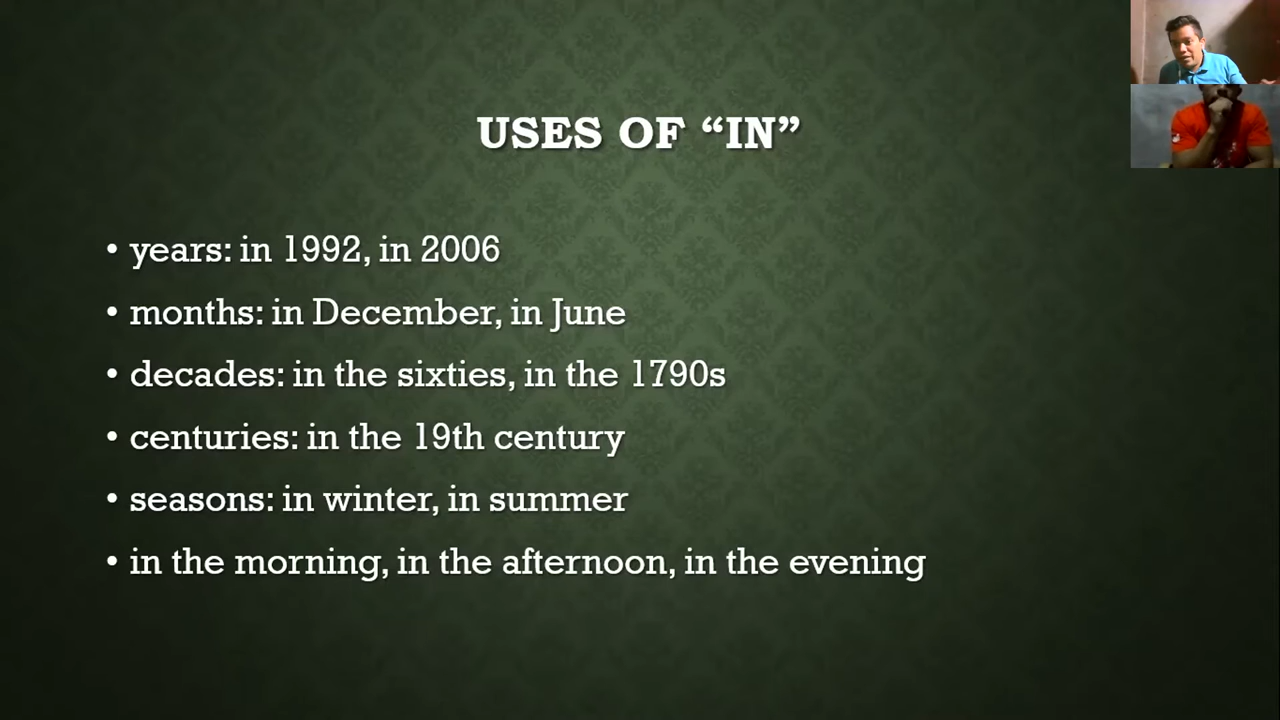 USES OF “IN”
• years: in 1992, in 2006
• months: in December, in June
• decades: in the sixties, in the 1790s
• centuries: in the 19th century
• seasons: in winter, in summer
• in the morning, in the afternoon, in the evening